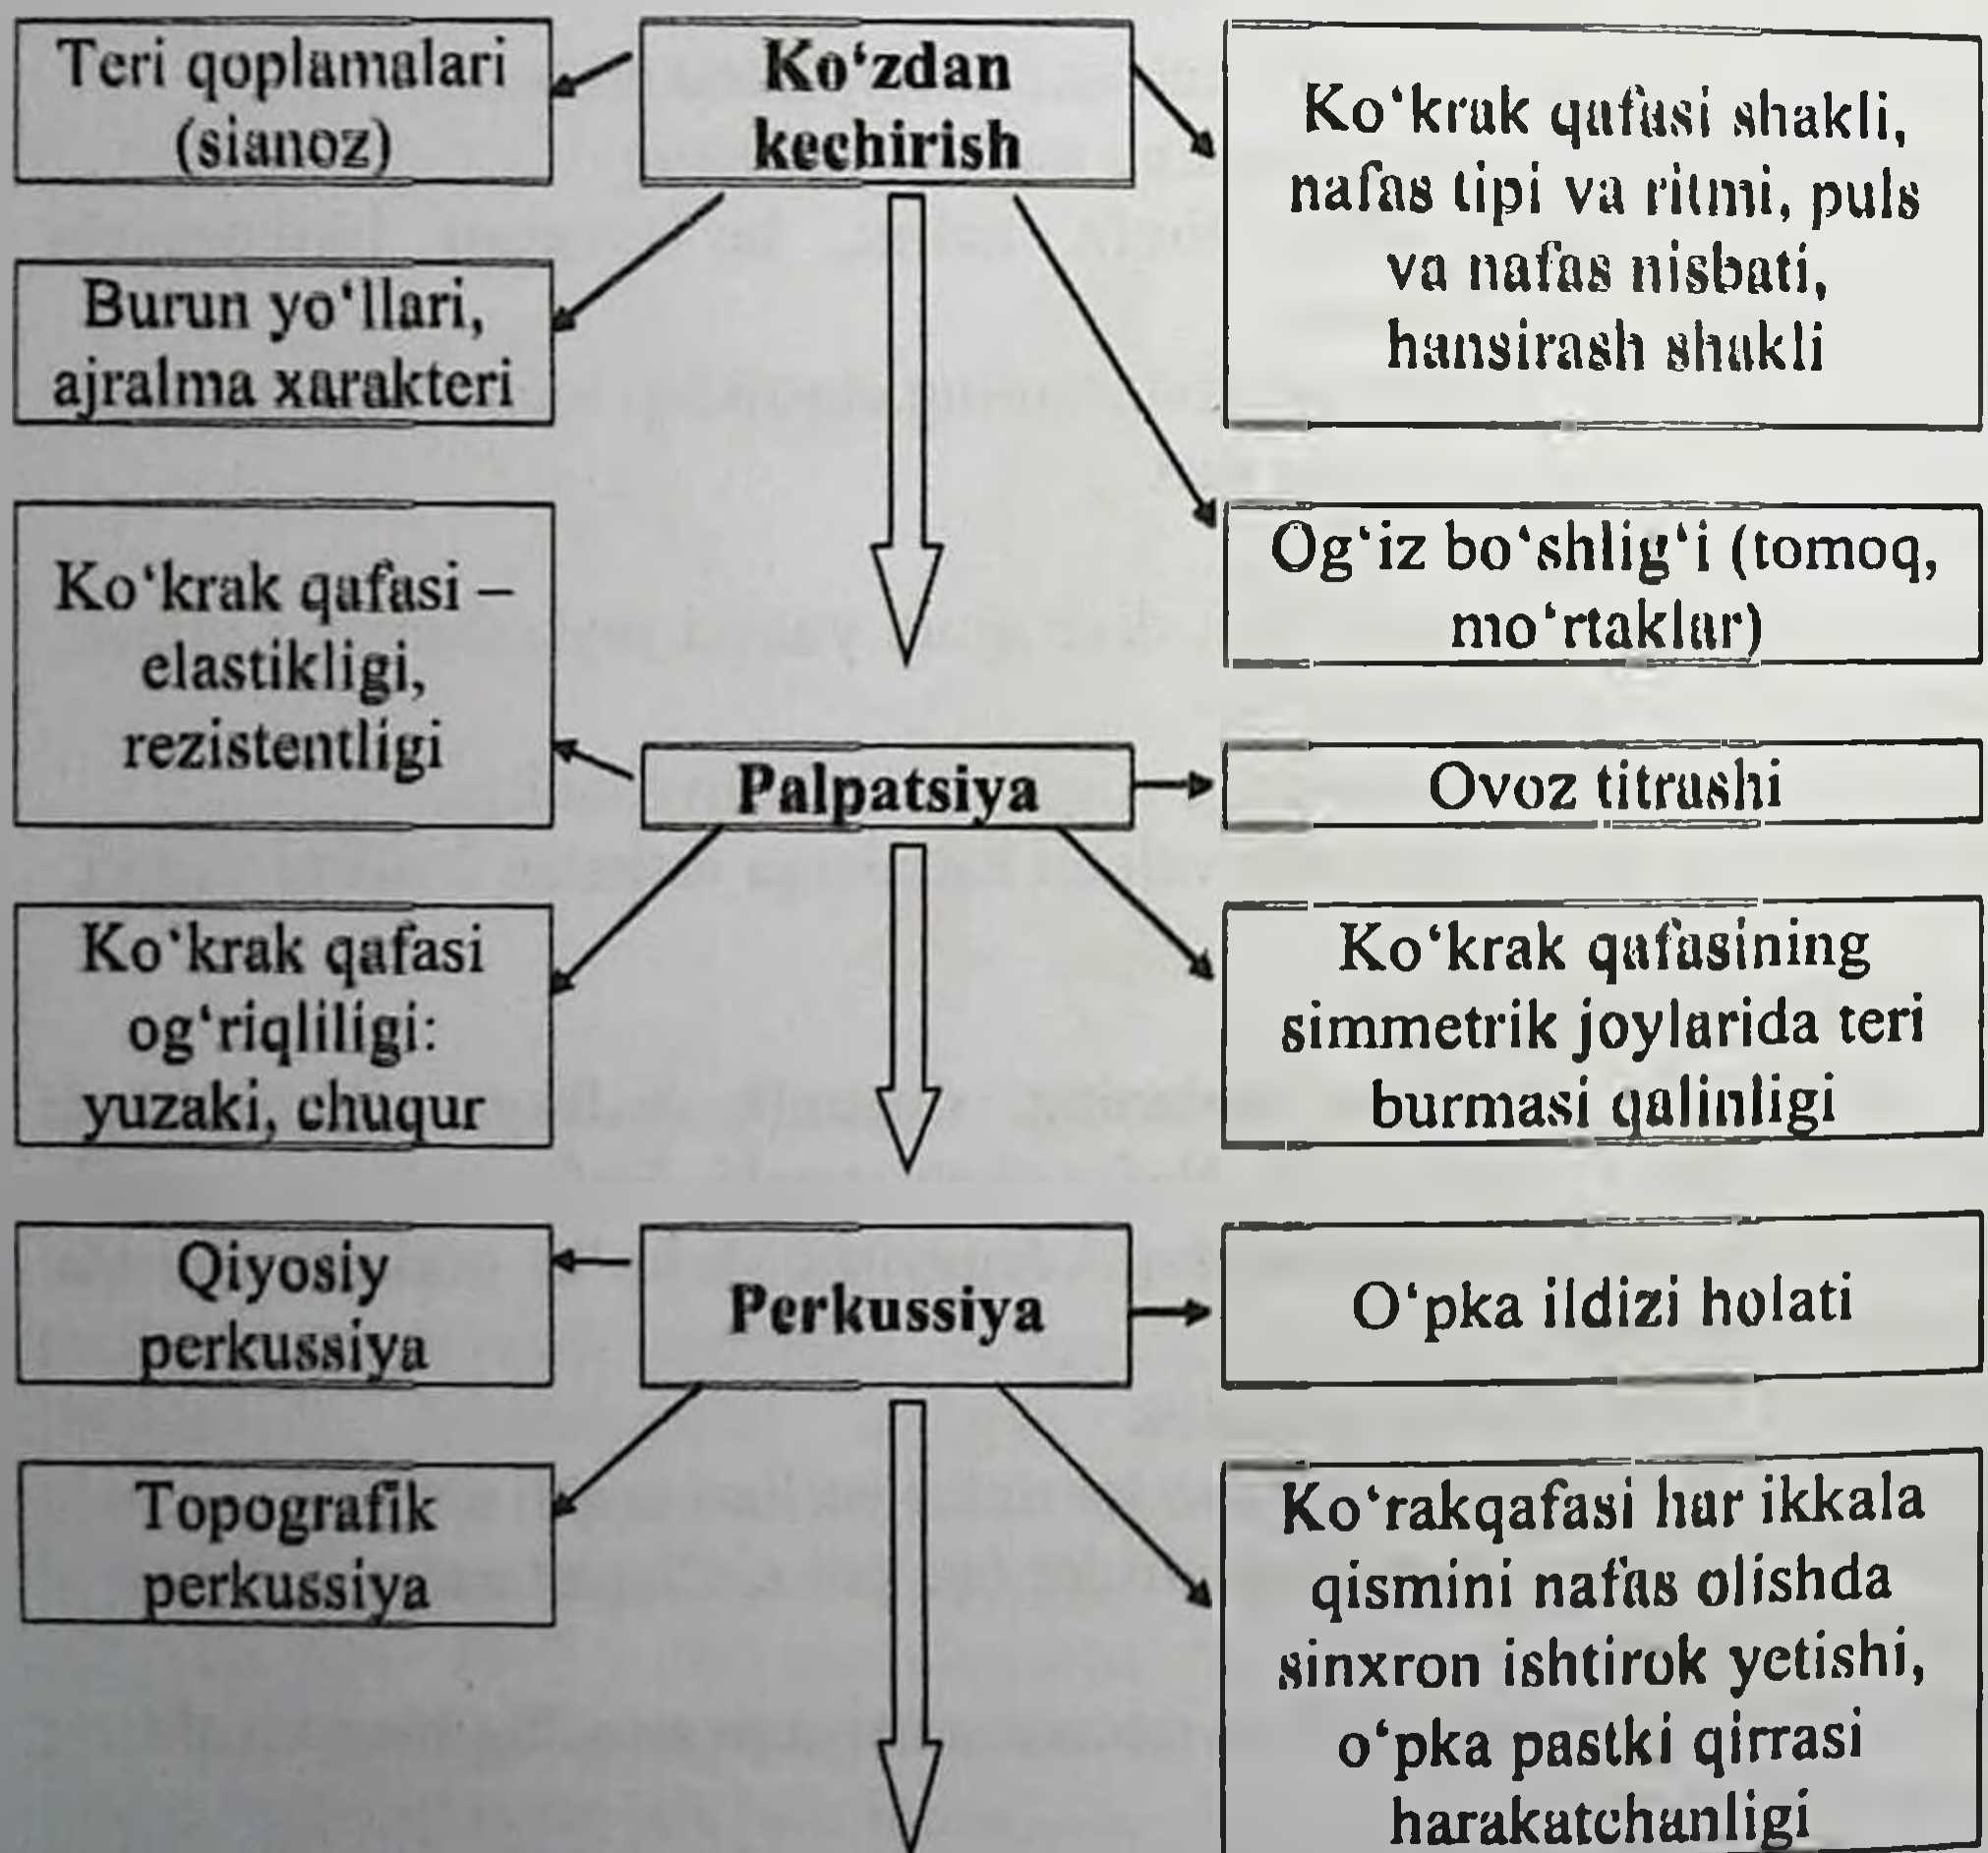 Teri qoplamalari
(sianoz)
Ko‘zdan
kechirish
Ko‘krak qafasi shakli,
nafas tipi va ritmi, puls
va nafas nisbati,
hansirash shakli
Burun yo‘llari,
ajralma xarakteri
Og‘iz bo‘shlig‘i (tomoq,
mo‘rtaklar)
Ko‘krak qafasi –
elastikligi,
rezistentligi
Palpatsiya
Ovoz titrashi
Ko‘krak qafasi
og‘riqliligi:
yuzaki, chuqur
Ko‘krak qafasining
simmetrik joylarida teri
burmasi qalinligi
Qiyosiy
perkussiya
Perkussiya
O‘pka ildizi holati
Topografik
perkussiya
Ko‘rakqafasi har ikkala
qismini nafas olishda
sinxron ishtirok yetishi,
o‘pka pastki qirrasi
harakatchanligi